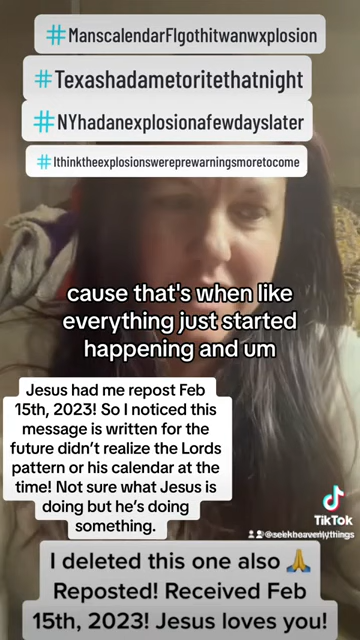 #ManscalendarFIgothitwanwxplosion
#Texashadametoritethatnight
#NYhadanexplosionafewdayslater
#Ithinktheexplosionswereprewarningsmoretocome
cause that's when like
everything just started
happening and um
Jesus had me repost Feb
15th, 2023! So I noticed this
message is written for the
future didn't realize the Lords
pattern or his calendar at the
time! Not sure what Jesus is
doing but he's doing
something.
TikTok
@seekheavenlythings
I deleted this one also 🙏
Reposted! Received Feb
15th, 2023! Jesus loves you!